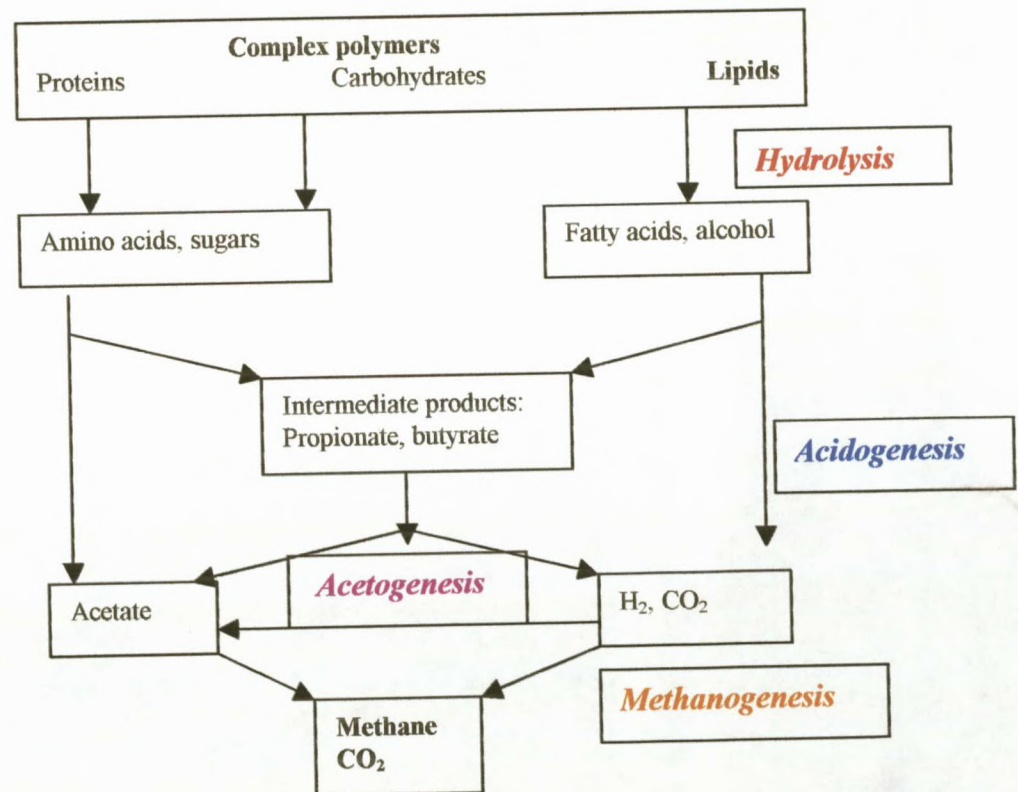 Complex polymers
Proteins Carbohydrates Lipids
Hydrolysis
Amino acids, sugars
Fatty acids, alcohol
Intermediate products:
Propionate, butyrate
Acidogenesis
Acetogenesis
Acetate
H₂, CO₂
Methanogenesis
Methane
CO₂